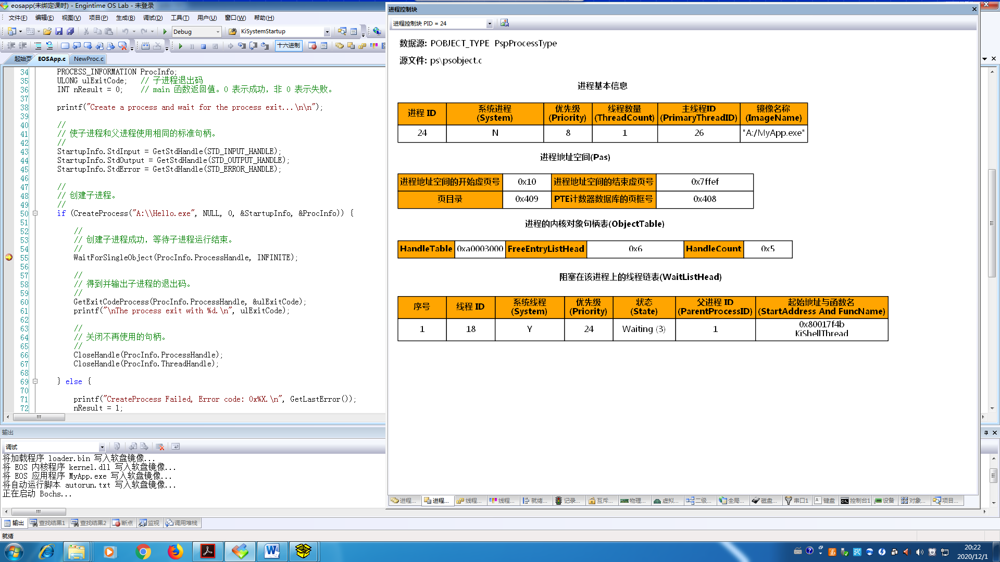 eosapp(未绑定课时) - Engintime OS Lab - 未登录
文件(F) 编辑(E) 视图(V) 项目(P) 生成(B) 调试(D) 工具(T) 用户(U) 窗口(W) 帮助(H)
Debug KiSystemStartup
十六进制
起始页 EOSApp.c NewProc.c
34 PROCESS_INFORMATION ProcInfo;
35 ULONG ulExitCode; // 子进程退出码
36 INT nResult = 0; // main 函数返回值。0 表示成功，非 0 表示失败。
37
38 printf("Create a process and wait for the process exit...\n\n");
39
40 //
41 // 使子进程和父进程使用相同的标准句柄。
42 //
43 StartupInfo.StdInput = GetStdHandle(STD_INPUT_HANDLE);
44 StartupInfo.StdOutput = GetStdHandle(STD_OUTPUT_HANDLE);
45 StartupInfo.StdError = GetStdHandle(STD_ERROR_HANDLE);
46
47 //
48 // 创建子进程。
49 //
50 if (CreateProcess("A:\\Hello.exe", NULL, 0, &StartupInfo, &ProcInfo)) {
51
52 //
53 // 创建子进程成功，等待子进程运行结束。
54 //
55 WaitForSingleObject(ProcInfo.ProcessHandle, INFINITE);
56
57 //
58 // 得到并输出子进程的退出码。
59 //
60 GetExitCodeProcess(ProcInfo.ProcessHandle, &ulExitCode);
61 printf("\nThe process exit with %d.\n", ulExitCode);
62
63 //
64 // 关闭不再使用的句柄。
65 //
66 CloseHandle(ProcInfo.ProcessHandle);
67 CloseHandle(ProcInfo.ThreadHandle);
68
69 } else {
70
71 printf("CreateProcess Failed, Error code: 0x%X.\n", GetLastError());
72 nResult = 1;
输出
调试
将加载程序 loader.bin 写入软盘镜像...
将 EOS 内核程序 kernel.dll 写入软盘镜像...
将 EOS 应用程序 MyApp.exe 写入软盘镜像...
将自动运行脚本 autorun.txt 写入软盘镜像...
正在启动 Bochs...
输出 查找结果1 查找结果2 断点 监视 调用堆栈
就绪
进程控制块
进程控制块 PID = 24
数据源: POBJECT_TYPE PspProcessType
源文件: ps\psobject.c
进程基本信息
进程 ID 系统进程 (System) 优先级 (Priority) 线程数量 (ThreadCount) 主线程ID (PrimaryThreadID) 镜像名称 (ImageName)
24 N 8 1 26 "A:/MyApp.exe"
进程地址空间(Pas)
进程地址空间的开始虚页号 0x10 进程地址空间的结束虚页号 0x7ffef
页目录 0x409 PTE计数器数据库的页框号 0x408
进程的内核对象句柄表(ObjectTable)
HandleTable 0xa0003000 FreeEntryListHead 0x6 HandleCount 0x5
阻塞在该进程上的线程链表(WaitListHead)
序号 线程 ID 系统线程 (System) 优先级 (Priority) 状态 (State) 父进程 ID (ParentProcessID) 起始地址与函数名 (StartAddress And FuncName)
1 18 Y 24 Waiting (3) 1 0x80017f4b KiShellThread
进程... 进程... 线程... 线程... 就绪... 记录... 互斥... 物理... 虚拟... 二级... 全局... 磁盘... 串口1 键盘 控制台1 设备 对象... 项目...
20:22
2020/12/1